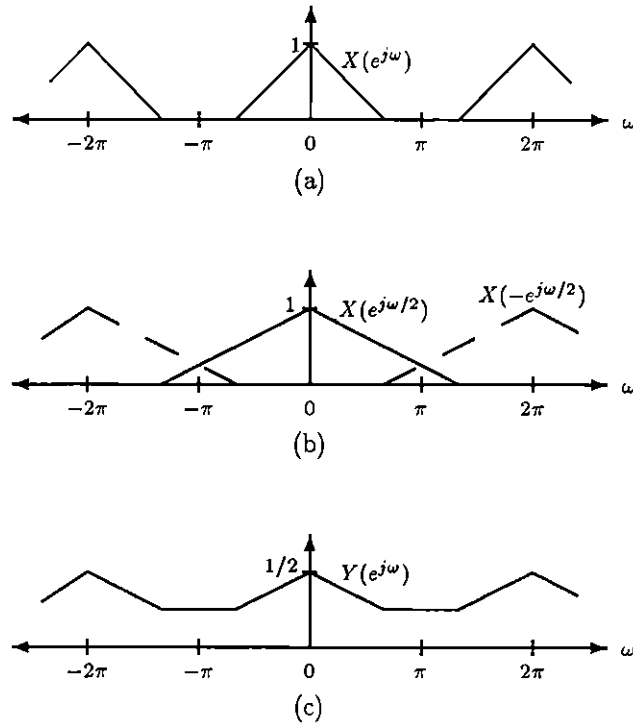 1
X(e^{jω})
−2π −π 0 π 2π ω
(a)
1
X(e^{jω/2})
X(−e^{jω/2})
−2π −π 0 π 2π ω
(b)
1/2
Y(e^{jω})
−2π −π 0 π 2π ω
(c)